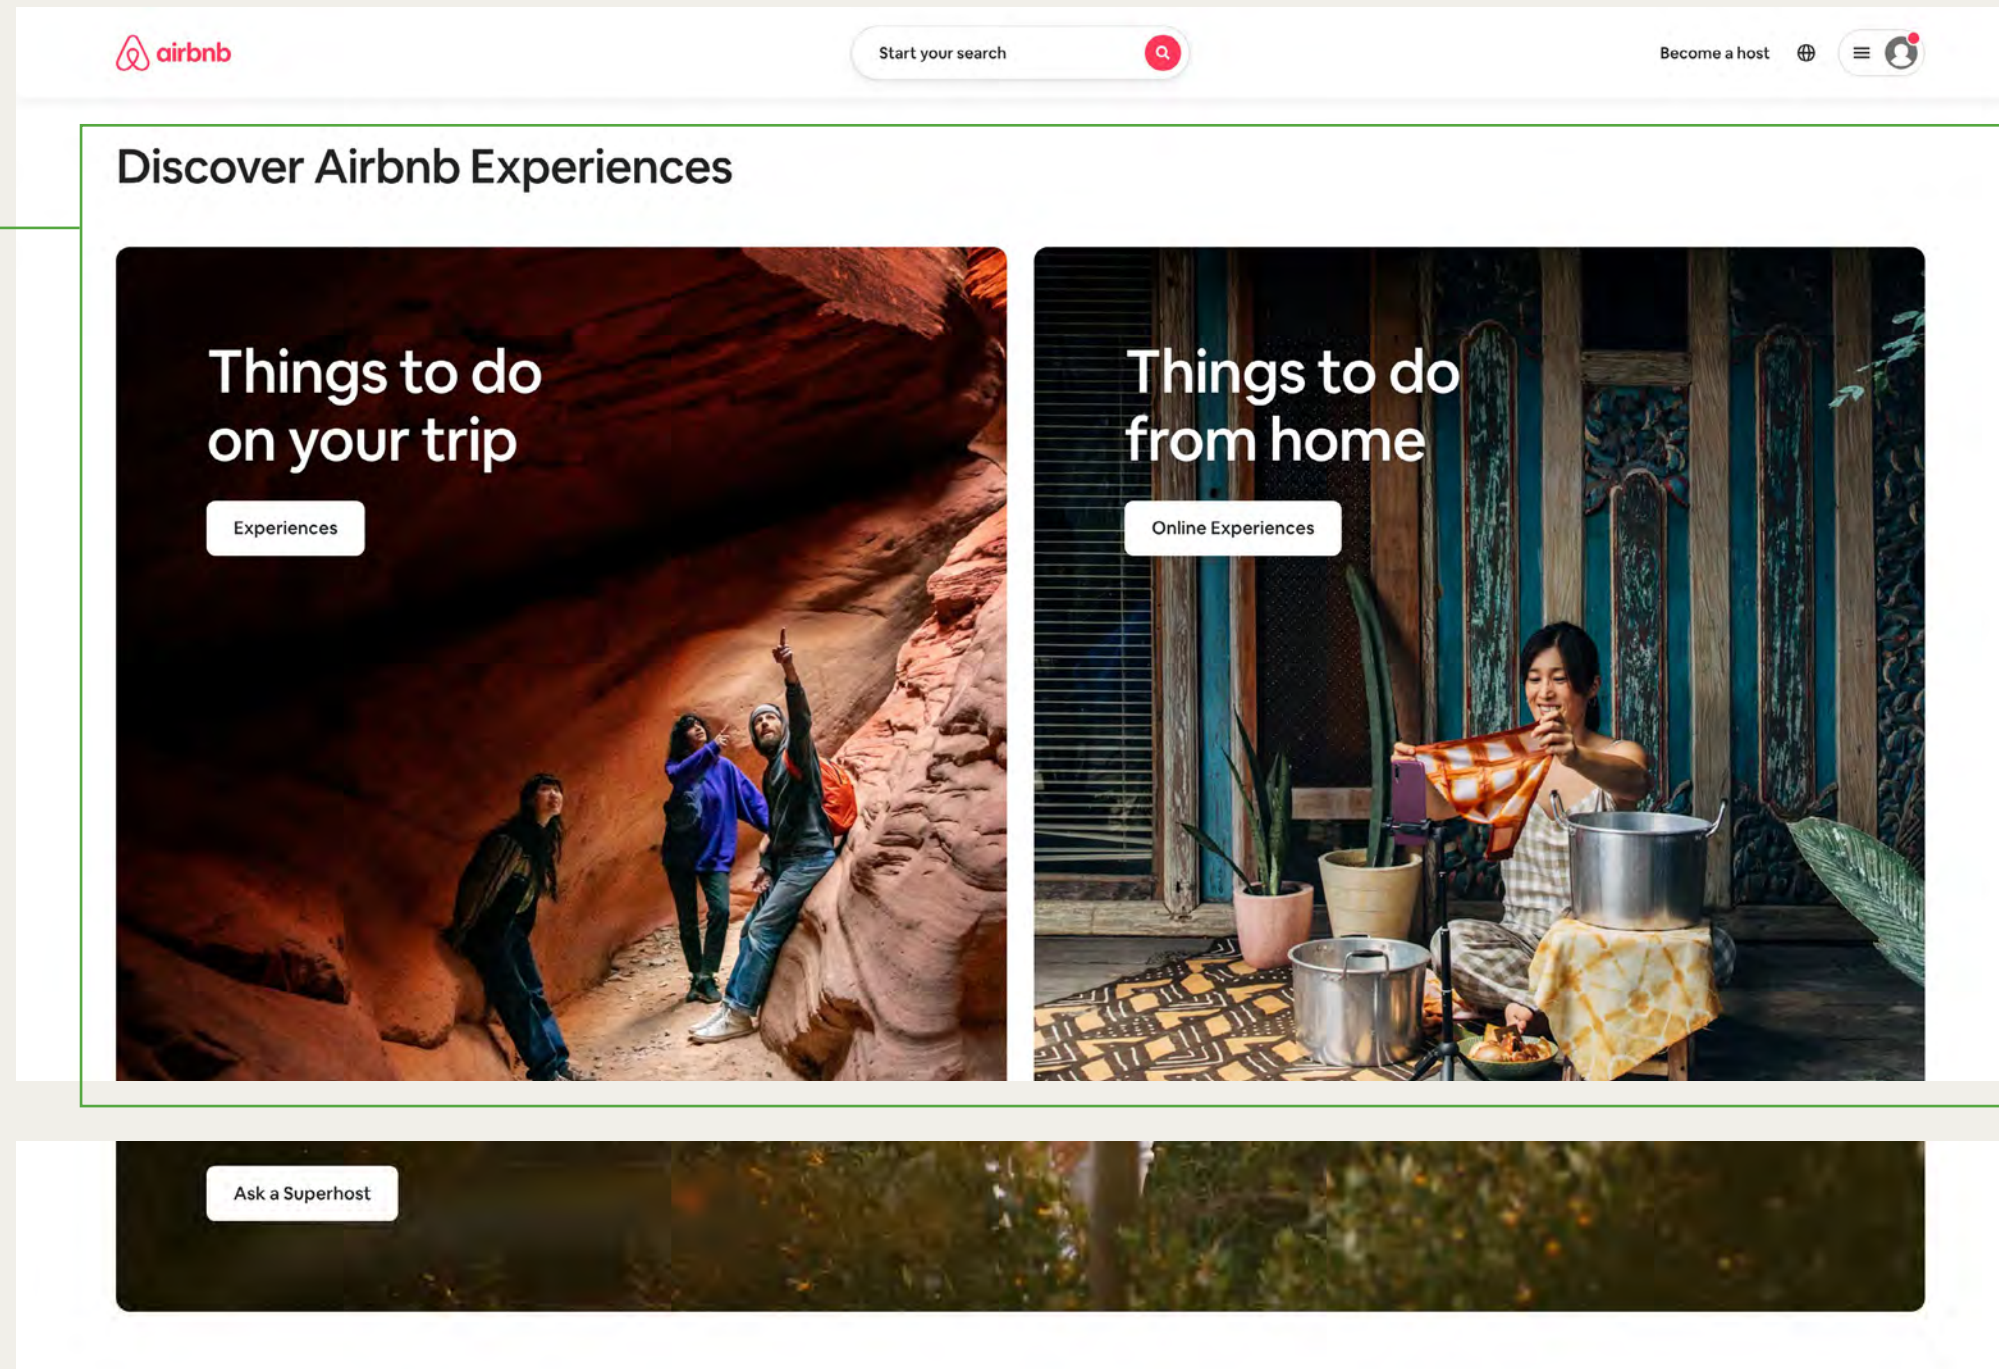 airbnb
Start your search
Become a host
Discover Airbnb Experiences
Things to do
on your trip
Experiences
Things to do
from home
Online Experiences
Ask a Superhost